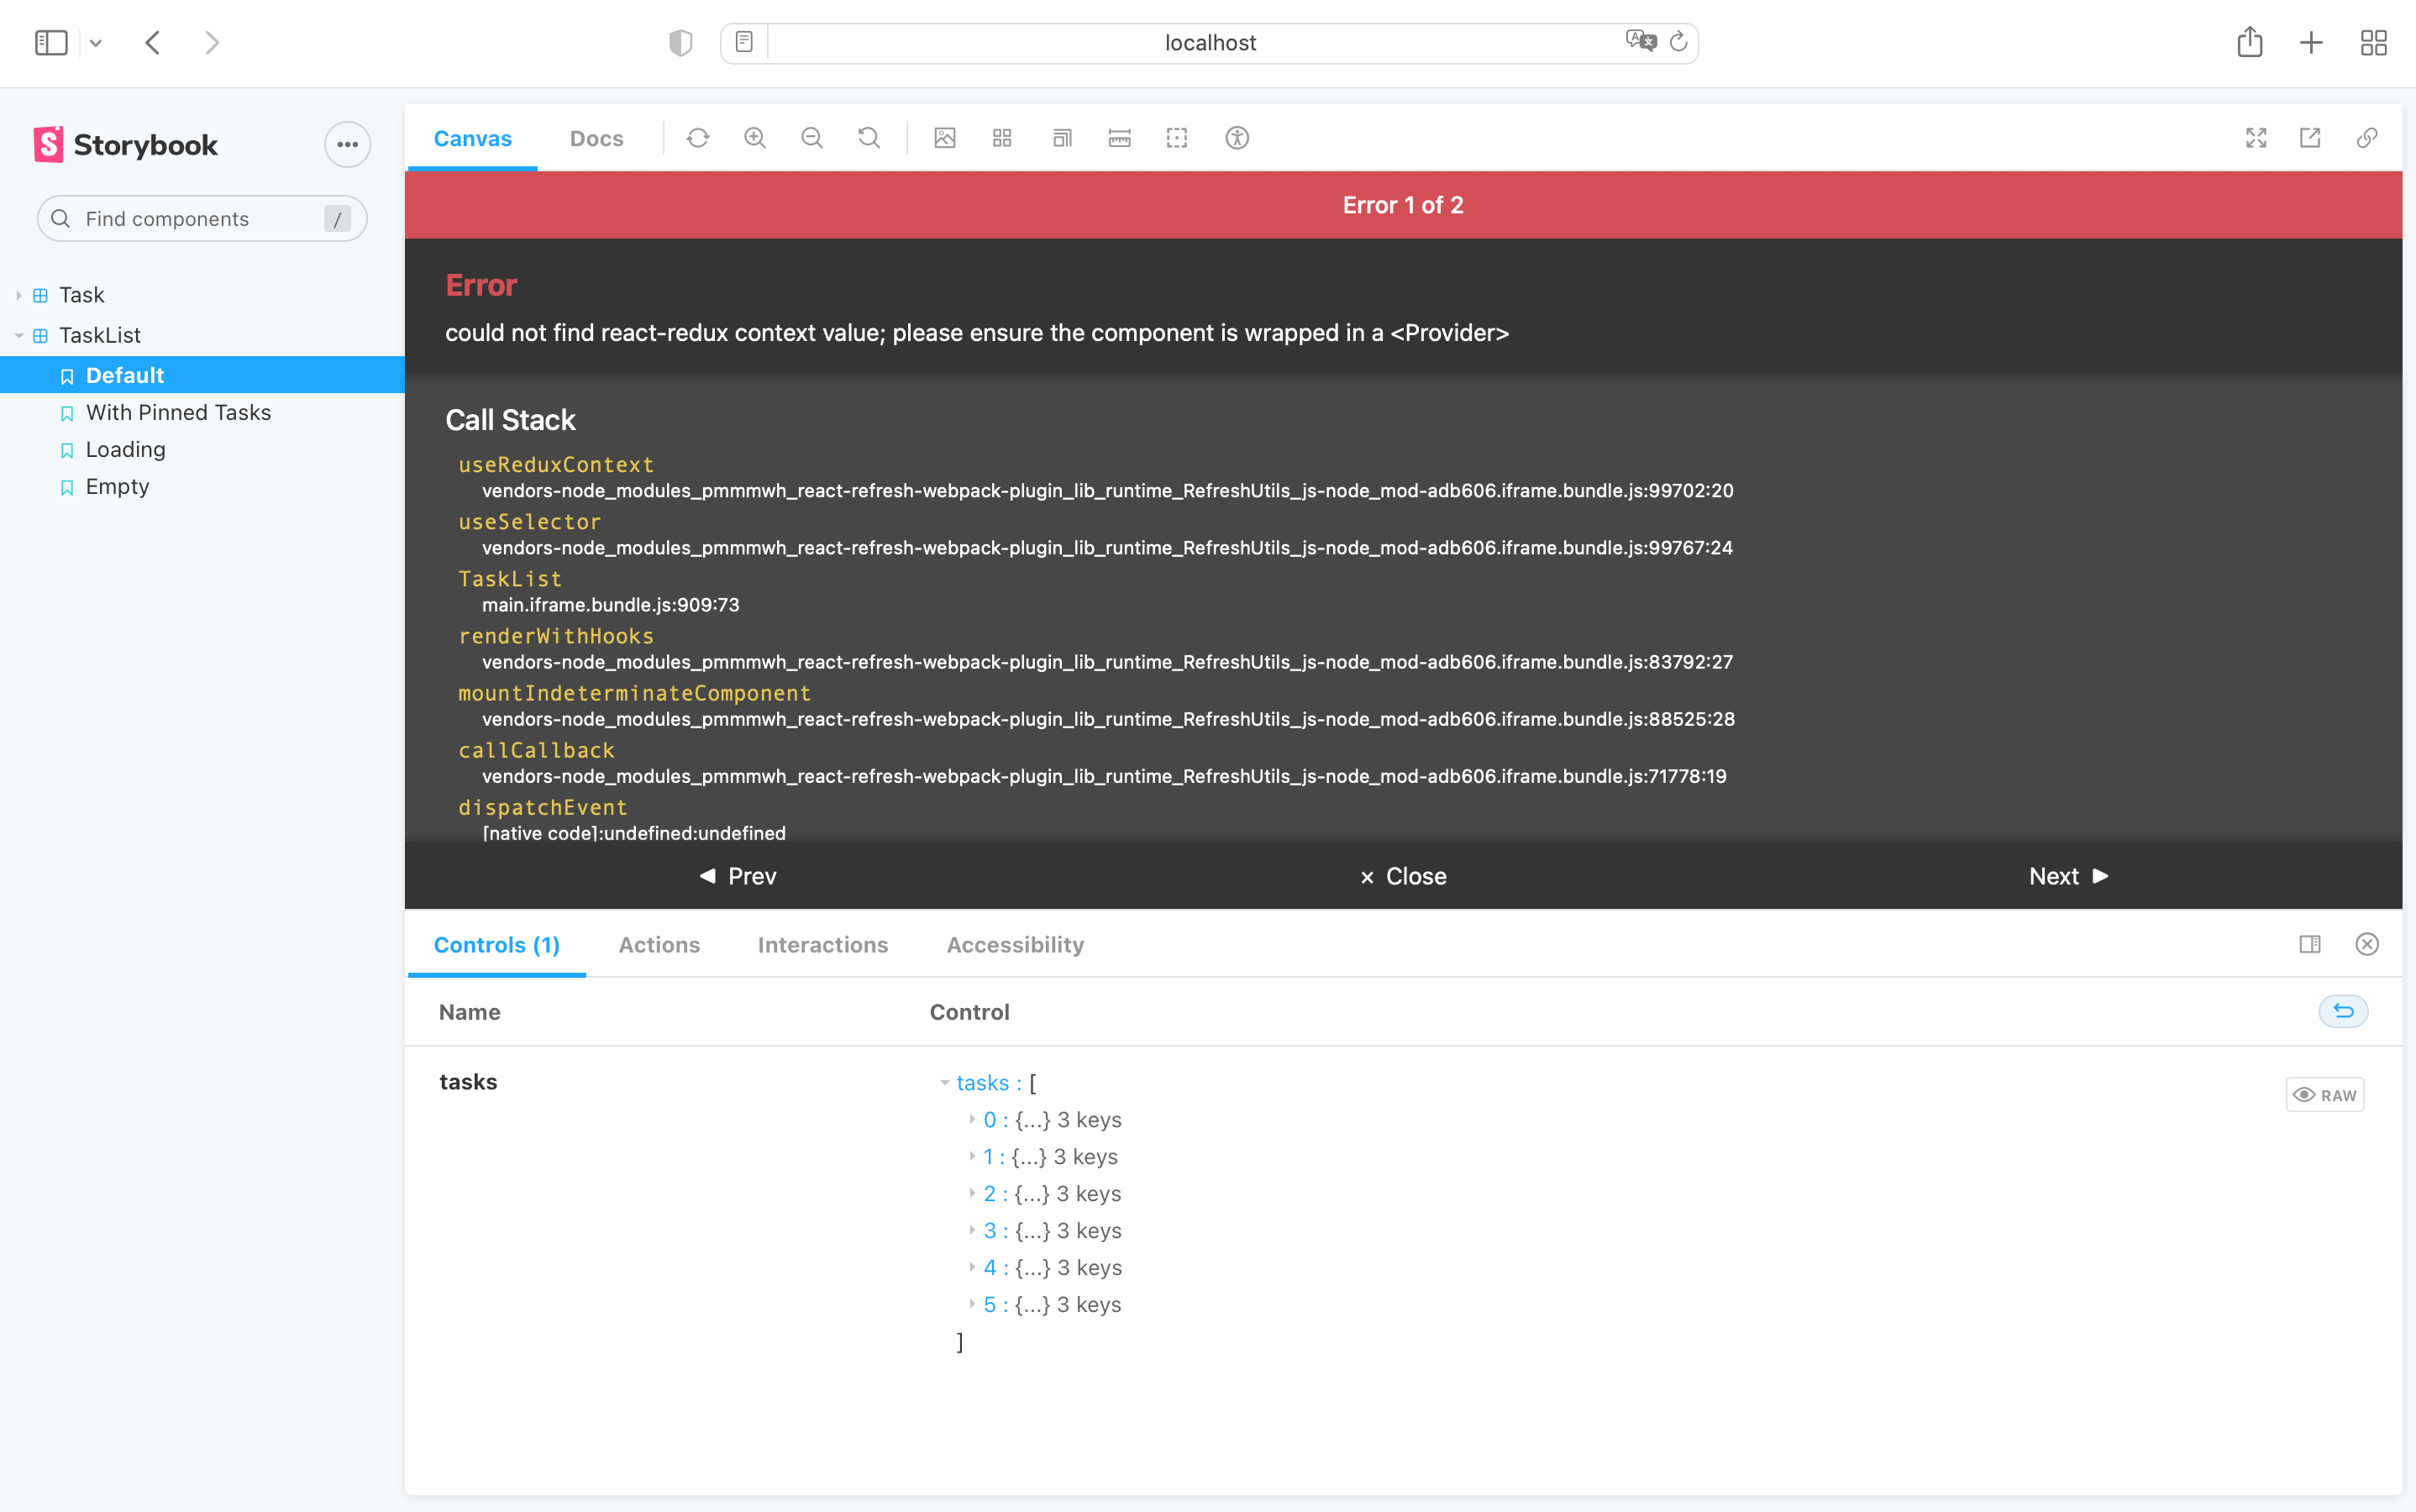 localhost
Storybook
Find components
/
Task
TaskList
Default
With Pinned Tasks
Loading
Empty
Canvas
Docs
Error 1 of 2
Error
could not find react-redux context value; please ensure the component is wrapped in a <Provider>
Call Stack
useReduxContext
vendors-node_modules_pmmmwh_react-refresh-webpack-plugin_lib_runtime_RefreshUtils_js-node_mod-adb606.iframe.bundle.js:99702:20
useSelector
vendors-node_modules_pmmmwh_react-refresh-webpack-plugin_lib_runtime_RefreshUtils_js-node_mod-adb606.iframe.bundle.js:99767:24
TaskList
main.iframe.bundle.js:909:73
renderWithHooks
vendors-node_modules_pmmmwh_react-refresh-webpack-plugin_lib_runtime_RefreshUtils_js-node_mod-adb606.iframe.bundle.js:83792:27
mountIndeterminateComponent
vendors-node_modules_pmmmwh_react-refresh-webpack-plugin_lib_runtime_RefreshUtils_js-node_mod-adb606.iframe.bundle.js:88525:28
callCallback
vendors-node_modules_pmmmwh_react-refresh-webpack-plugin_lib_runtime_RefreshUtils_js-node_mod-adb606.iframe.bundle.js:71778:19
dispatchEvent
[native code]:undefined:undefined
◀ Prev
× Close
Next ▶
Controls (1)
Actions
Interactions
Accessibility
Name
Control
tasks
tasks : [
0 : {...} 3 keys
1 : {...} 3 keys
2 : {...} 3 keys
3 : {...} 3 keys
4 : {...} 3 keys
5 : {...} 3 keys
]
RAW